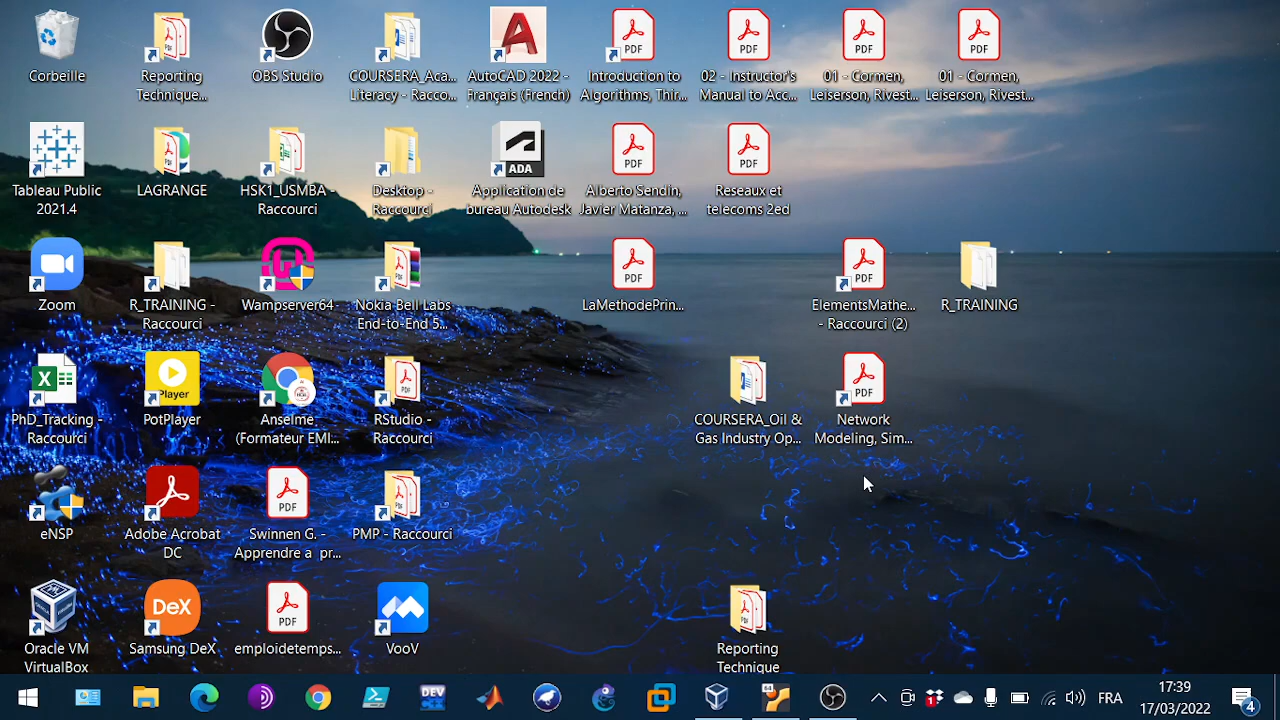 Corbeille
Reporting
Technique...
OBS Studio
COURSERA_Aca...
Literacy - Racco...
AutoCAD 2022 -
Français (French)
Introduction to
Algorithms, Thir...
02 - Instructor's
Manual to Acc...
01 - Cormen,
Leiserson, Rivest...
01 - Cormen,
Leiserson, Rivest...
Tableau Public
2021.4
LAGRANGE
HSK1_USMBA -
Raccourci
Desktop -
Raccourci
ADA
Application de
bureau Autodesk
Alberto Sendin,
Javier Matanza, ...
Reseaux et
telecoms 2ed
Zoom
R_TRAINING -
Raccourci
Wampserver64
Nokia Bell Labs
End-to-End 5...
LaMethodePrin...
ElementsMathe...
- Raccourci (2)
R_TRAINING
PhD_Tracking -
Raccourci
Player
PotPlayer
Anselme
(Formateur EMI...
RStudio -
Raccourci
COURSERA_Oil &
Gas Industry Op...
Network
Modeling, Sim...
eNSP
Adobe Acrobat
DC
Swinnen G. -
Apprendre a pr...
PMP - Raccourci
Oracle VM
VirtualBox
DeX
Samsung DeX
emploidetemps...
VooV
Reporting
Technique
PDF
PDF
PDF
PDF
PDF
PDF
PDF
PDF
PDF
PDF
PDF
DEV
FRA
17:39
17/03/2022
4